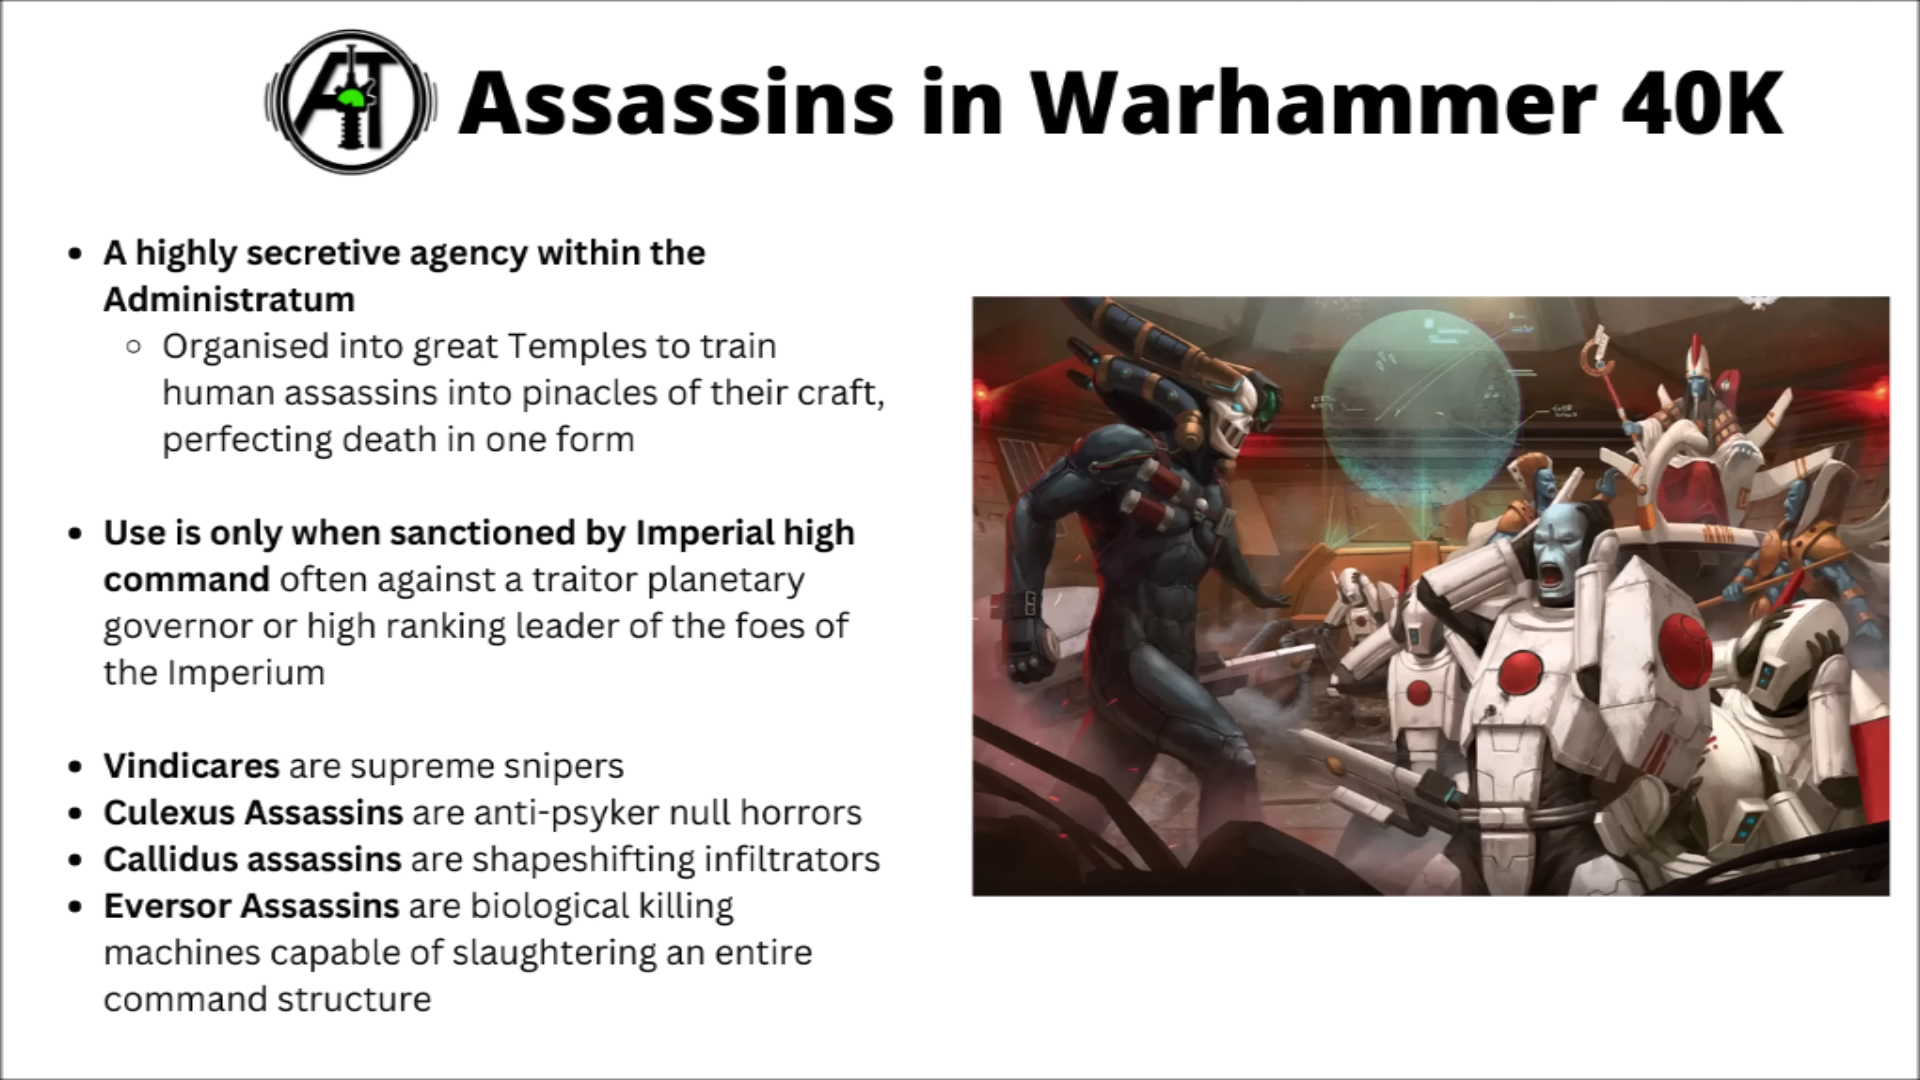 AT
Assassins in Warhammer 40K
• A highly secretive agency within the
Administratum
○ Organised into great Temples to train
human assassins into pinacles of their craft,
perfecting death in one form
• Use is only when sanctioned by Imperial high
command often against a traitor planetary
governor or high ranking leader of the foes of
the Imperium
• Vindicares are supreme snipers
• Culexus Assassins are anti-psyker null horrors
• Callidus assassins are shapeshifting infiltrators
• Eversor Assassins are biological killing
machines capable of slaughtering an entire
command structure